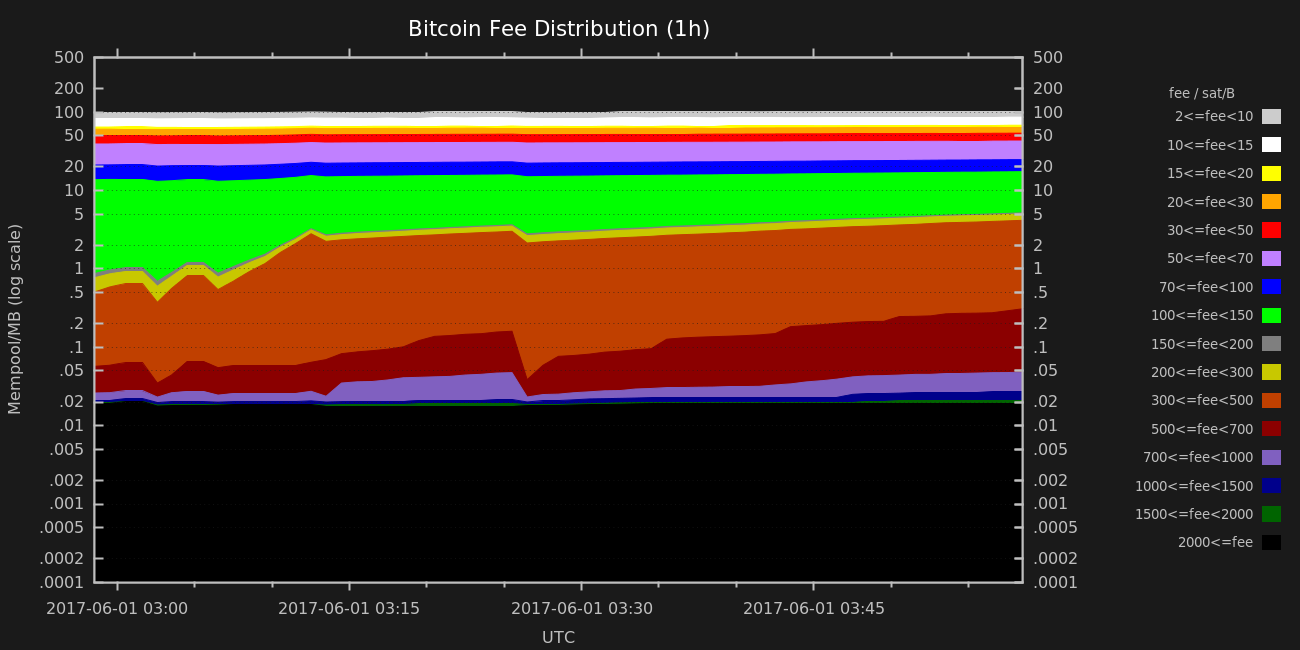 Bitcoin Fee Distribution (1h)
500 500
200 200
100 100
50 50
20 20
10 10
5 5
2 2
1 1
.5 .5
.2 .2
.1 .1
.05 .05
.02 .02
.01 .01
.005 .005
.002 .002
.001 .001
.0005 .0005
.0002 .0002
.0001 .0001
Mempool/MB (log scale)
2017-06-01 03:00 2017-06-01 03:15 2017-06-01 03:30 2017-06-01 03:45
UTC
fee / sat/B
2<=fee<10
10<=fee<15
15<=fee<20
20<=fee<30
30<=fee<50
50<=fee<70
70<=fee<100
100<=fee<150
150<=fee<200
200<=fee<300
300<=fee<500
500<=fee<700
700<=fee<1000
1000<=fee<1500
1500<=fee<2000
2000<=fee